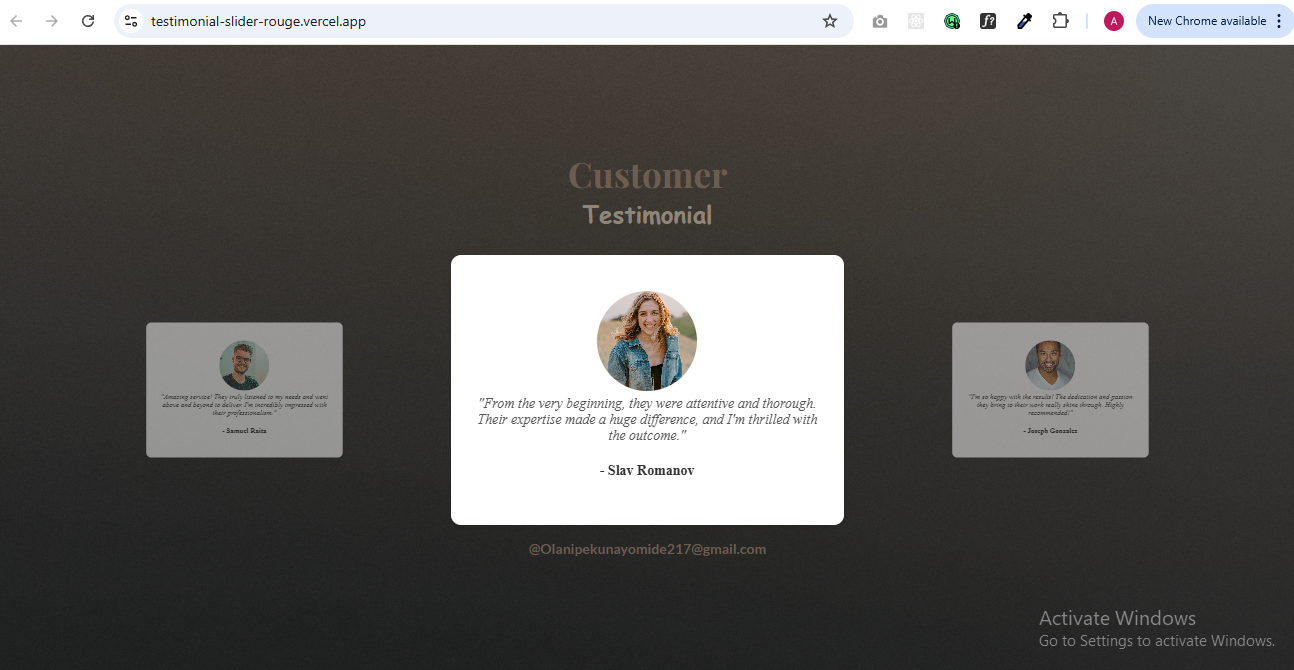 testimonial-slider-rouge.vercel.app
f?
A
New Chrome available
Customer
Testimonial
"Amazing service! They truly listened to my needs and went
above and beyond to deliver. I'm incredibly impressed with
their professionalism."
- Samuel Raita
"From the very beginning, they were attentive and thorough.
Their expertise made a huge difference, and I'm thrilled with
the outcome."
- Slav Romanov
"I'm so happy with the results! The dedication and passion
they bring to their work really shine through. Highly
recommended!"
- Joseph Gonzalez
@Olanipekunayomide217@gmail.com
Activate Windows
Go to Settings to activate Windows.